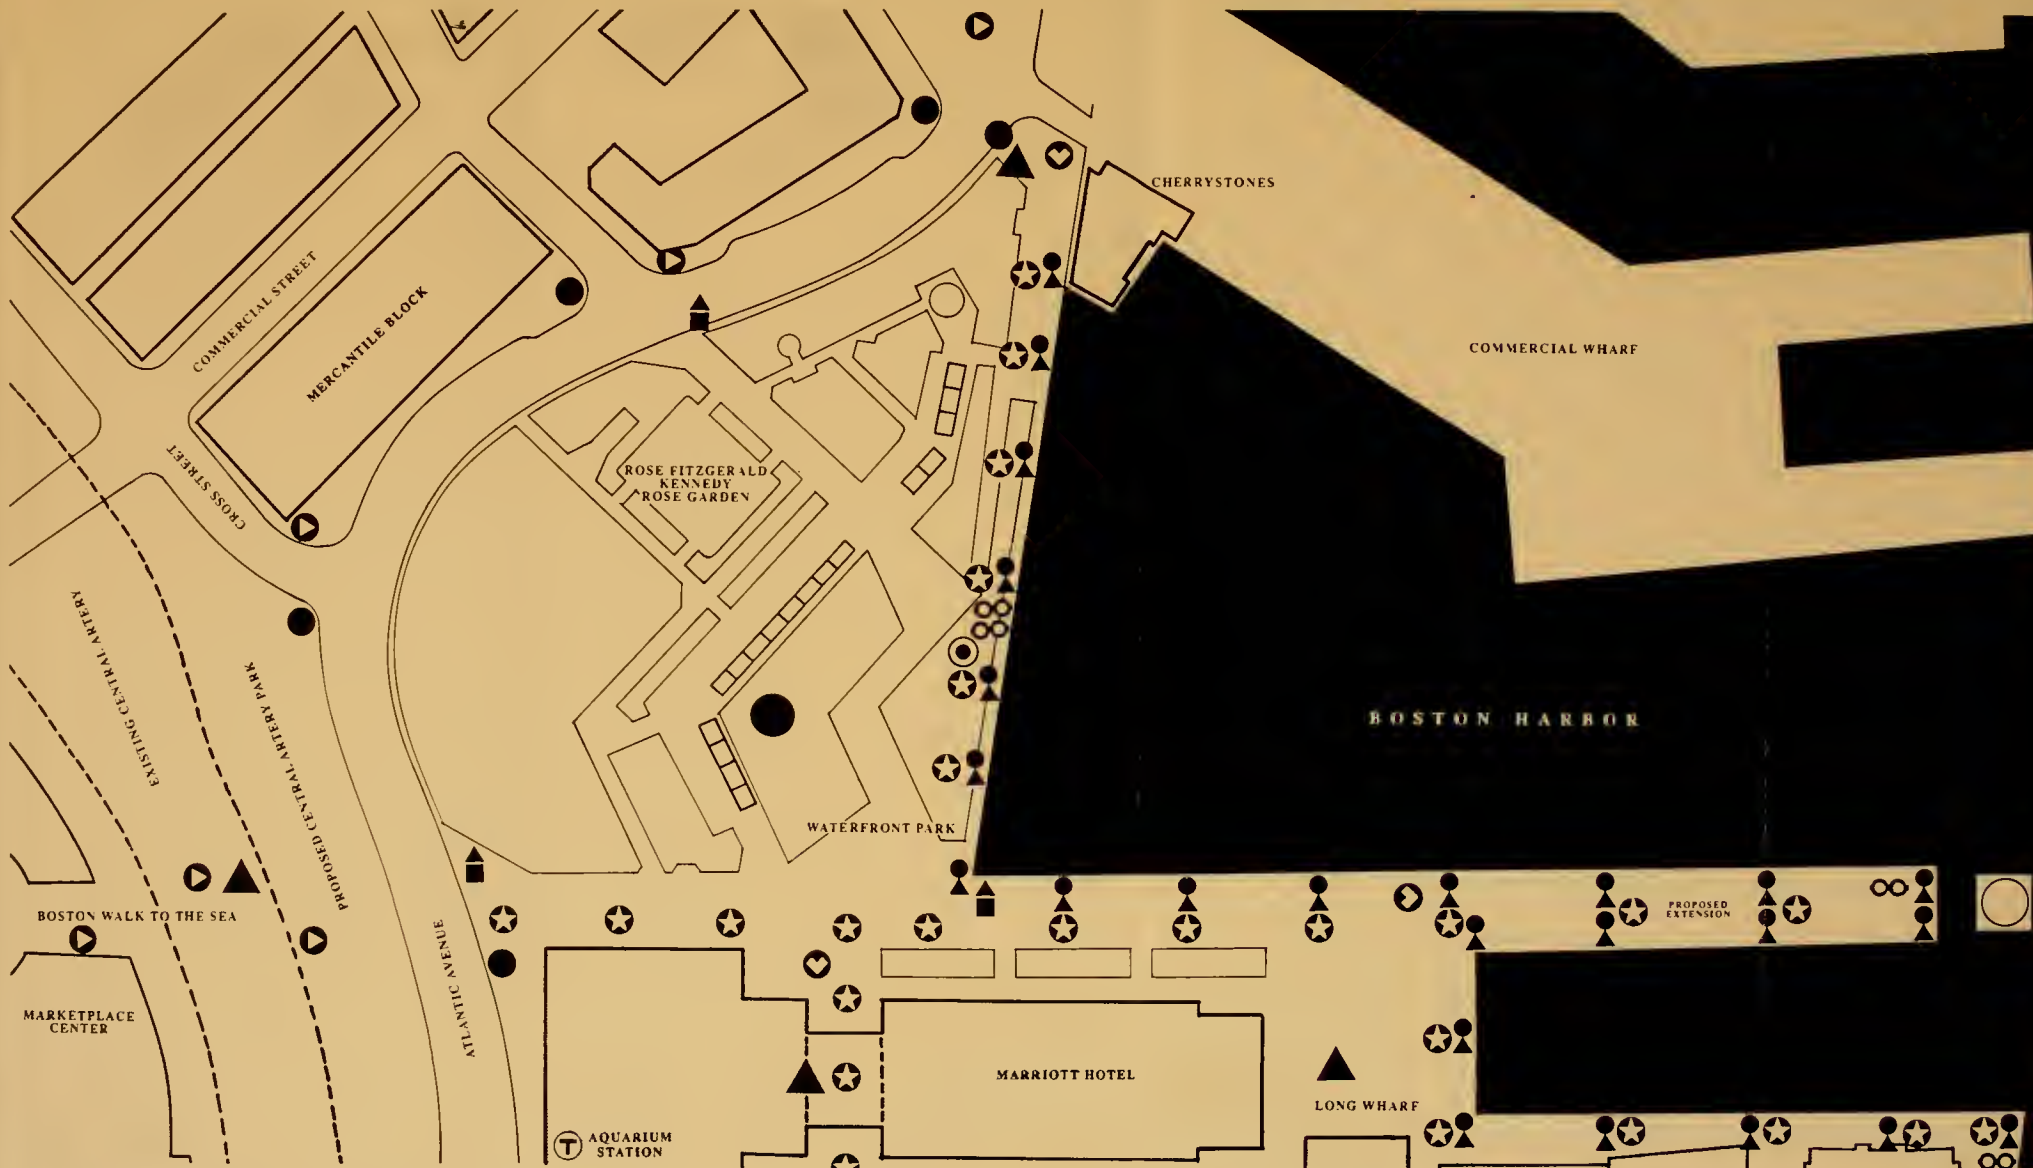 CHERRYSTONES
COMMERCIAL STREET
MERCANTILE BLOCK
COMMERCIAL WHARF
CROSS STREET
ROSE FITZGERALD
KENNEDY
ROSE GARDEN
EXISTING CENTRAL ARTERY
PROPOSED CENTRAL ARTERY PARK
BOSTON HARBOR
WATERFRONT PARK
BOSTON WALK TO THE SEA
PROPOSED
EXTENSION
ATLANTIC AVENUE
MARKETPLACE
CENTER
MARRIOTT HOTEL
LONG WHARF
T AQUARIUM
STATION